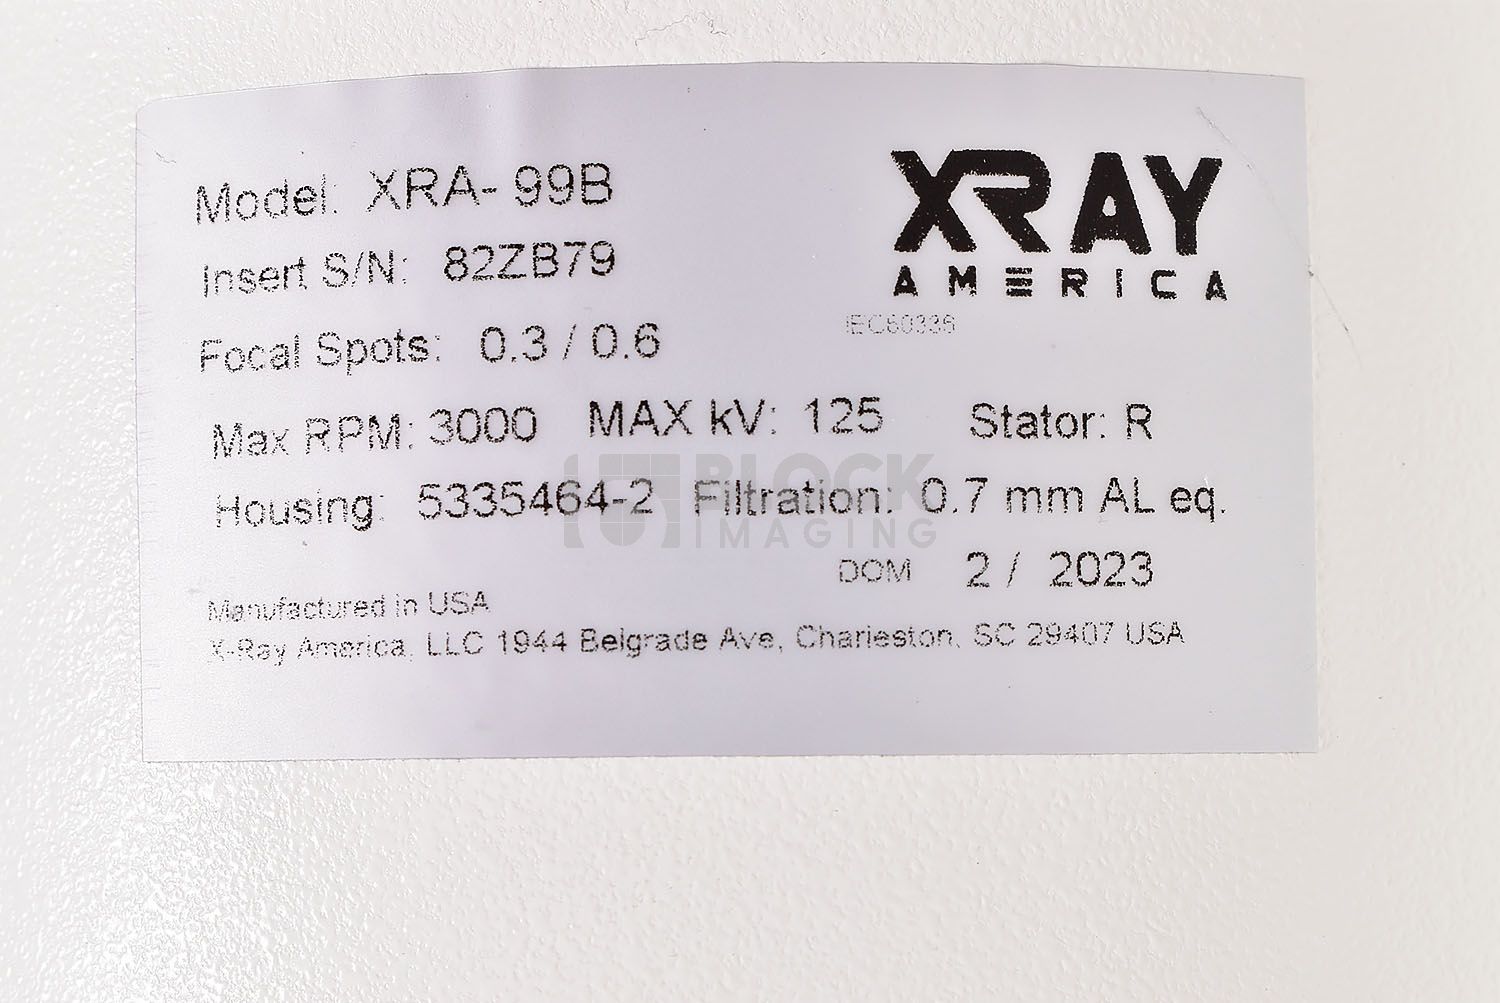 XRAY
AMERICA
IEC60336
Model: XRA- 99B
Insert S/N: 82ZB79
Focal Spots: 0.3 / 0.6
Max RPM: 3000 MAX kV: 125 Stator: R
Housing: 5335464-2 Filtration: 0.7 mm AL eq.
BLOCK
IMAGING
DOM 2 / 2023
Manufactured in USA
X-Ray America, LLC 1944 Belgrade Ave, Charleston, SC 29407 USA